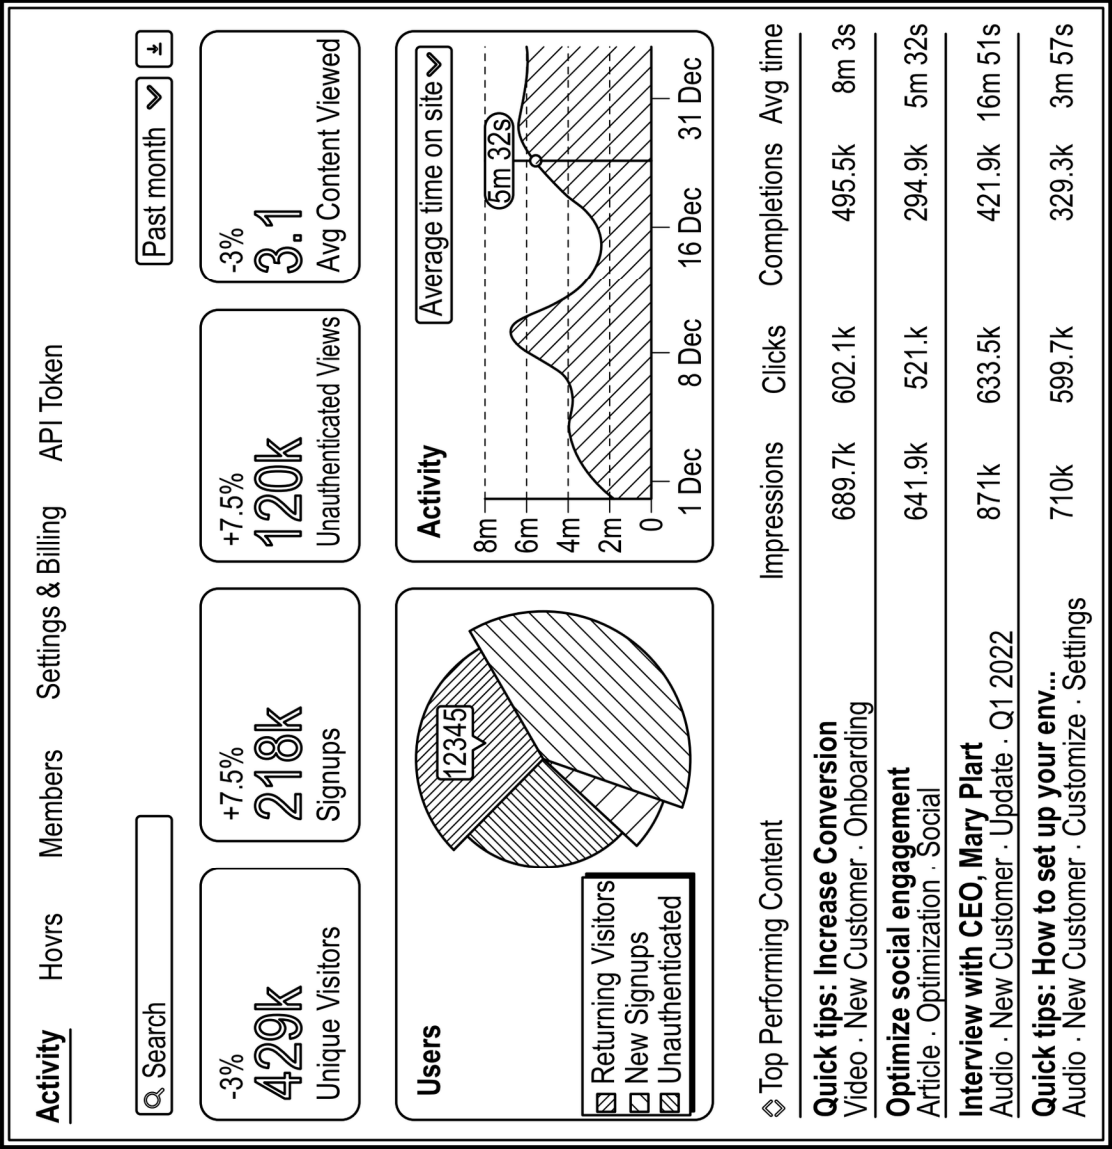 Activity Hovrs Members Settings & Billing API Token
Search
Past month
-3%
429k
Unique Visitors
+7.5%
218k
Signups
+7.5%
120k
Unauthenticated Views
-3%
3.1
Avg Content Viewed
Users
12345
Returning Visitors
New Signups
Unauthenticated
Activity
Average time on site
5m 32s
8m
6m
4m
2m
0
1 Dec 8 Dec 16 Dec 31 Dec
Top Performing Content Impressions Clicks Completions Avg time
Quick tips: Increase Conversion
Video · New Customer · Onboarding
689.7k 602.1k 495.5k 8m 3s
Optimize social engagement
Article · Optimization · Social
641.9k 521.k 294.9k 5m 32s
Interview with CEO, Mary Plart
Audio · New Customer · Update · Q1 2022
871k 633.5k 421.9k 16m 51s
Quick tips: How to set up your env...
Audio · New Customer · Customize · Settings
710k 599.7k 329.3k 3m 57s